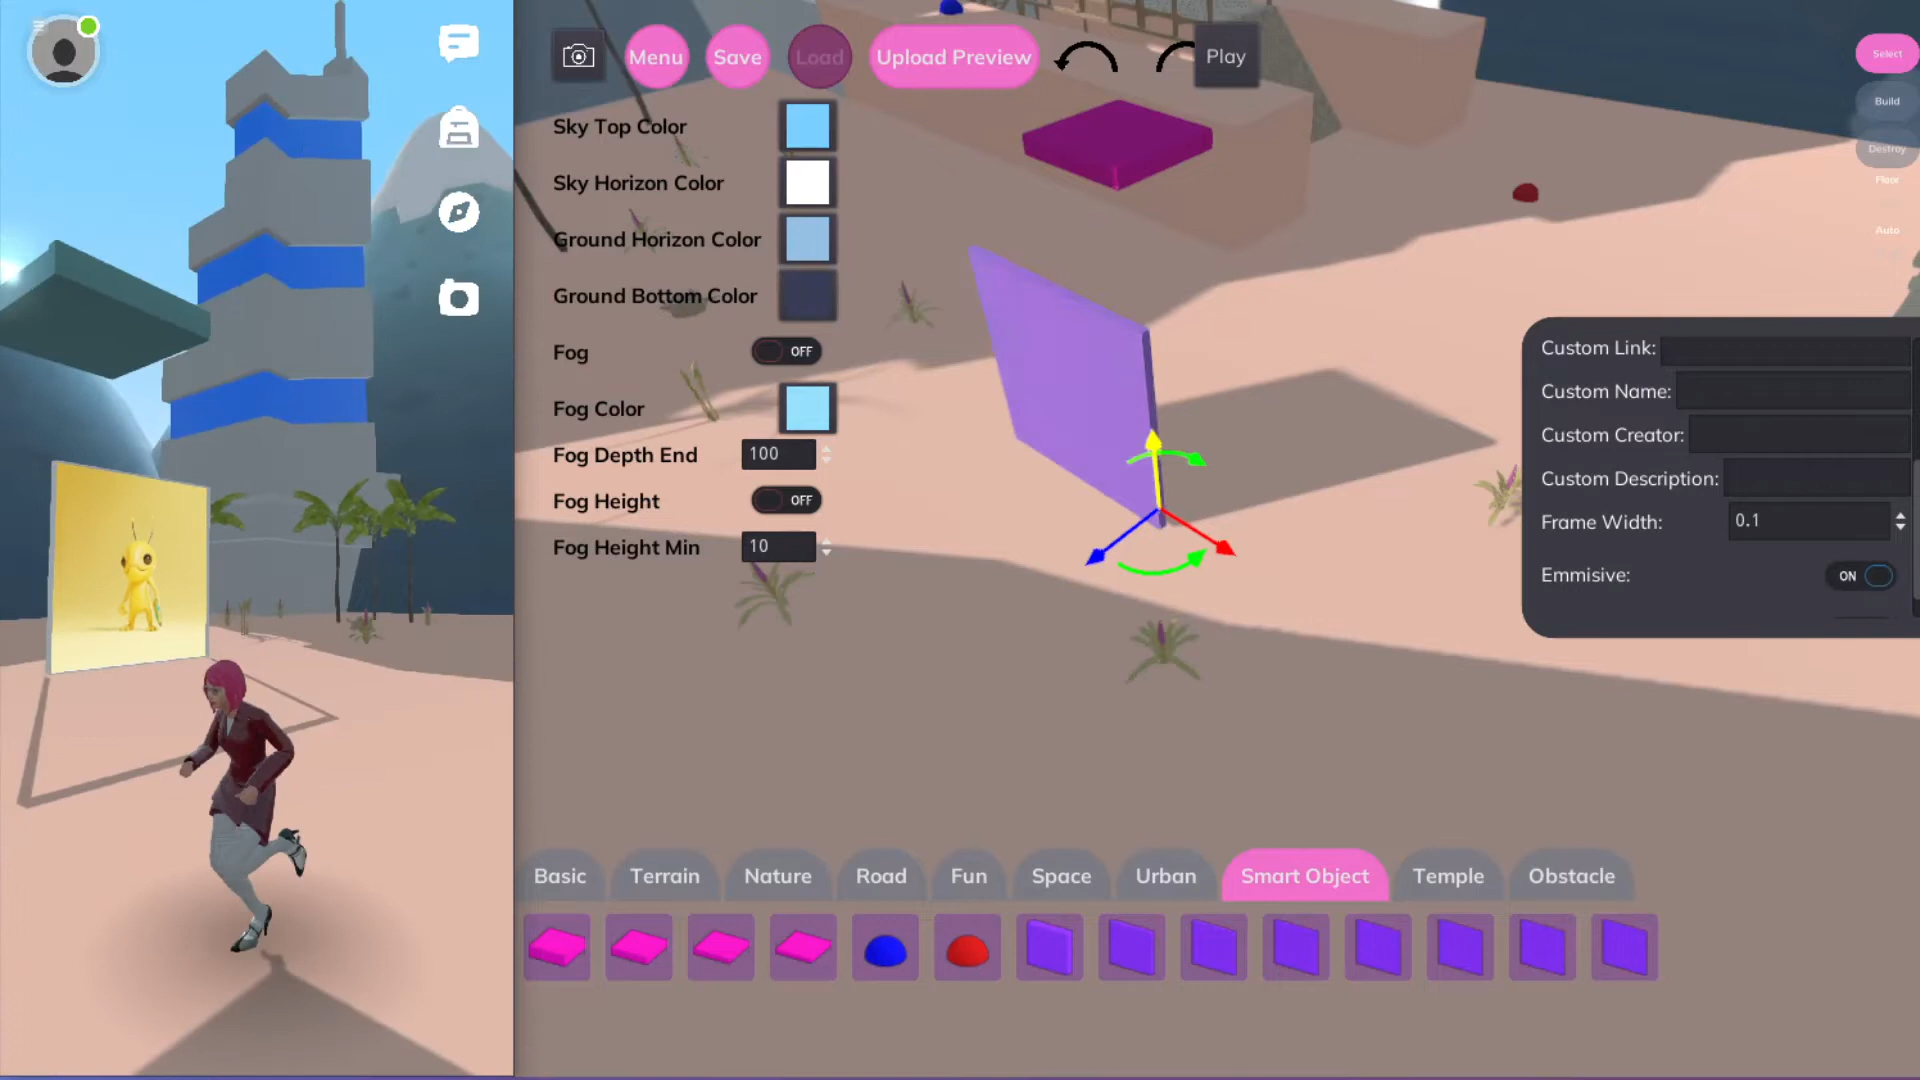 Menu
Save
Load
Upload Preview
Play
Select
Build
Destroy
Floor
Auto
Sky Top Color
Sky Horizon Color
Ground Horizon Color
Ground Bottom Color
Fog
OFF
Fog Color
Fog Depth End
100
Fog Height
OFF
Fog Height Min
10
Custom Link:
Custom Name:
Custom Creator:
Custom Description:
Frame Width:
0.1
Emmisive:
ON
Basic
Terrain
Nature
Road
Fun
Space
Urban
Smart Object
Temple
Obstacle